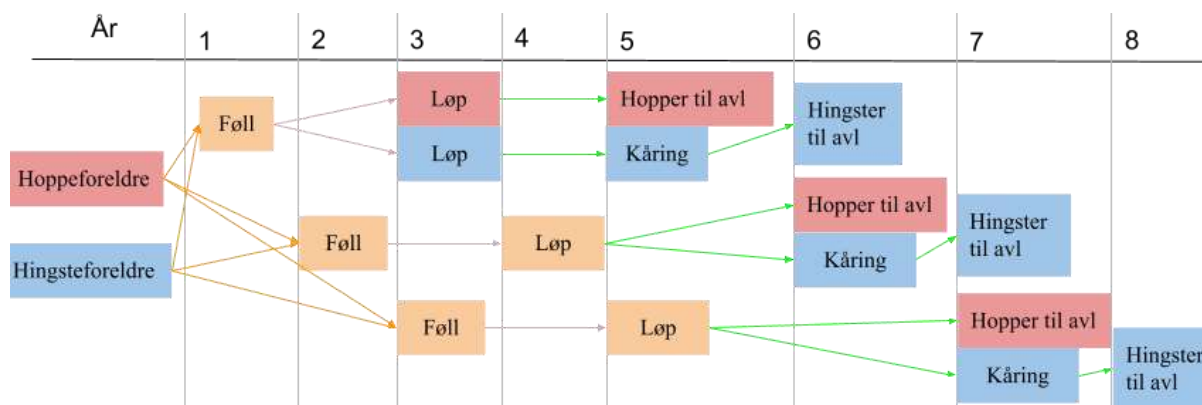 År 1 2 3 4 5 6 7 8
Løp Hopper til avl
Føll Hingster
til avl
Løp Kåring
Hoppeforeldre
Hopper til avl
Hingster
til avl
Føll Løp
Hingsteforeldre Kåring
Føll Løp Hopper til avl
Kåring Hingster
til avl